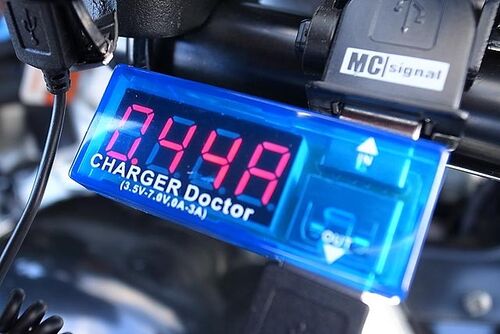 MC signal
0.44A
IN
CHARGER Doctor
(3.5V-7.0V,0A-3A)
OUT